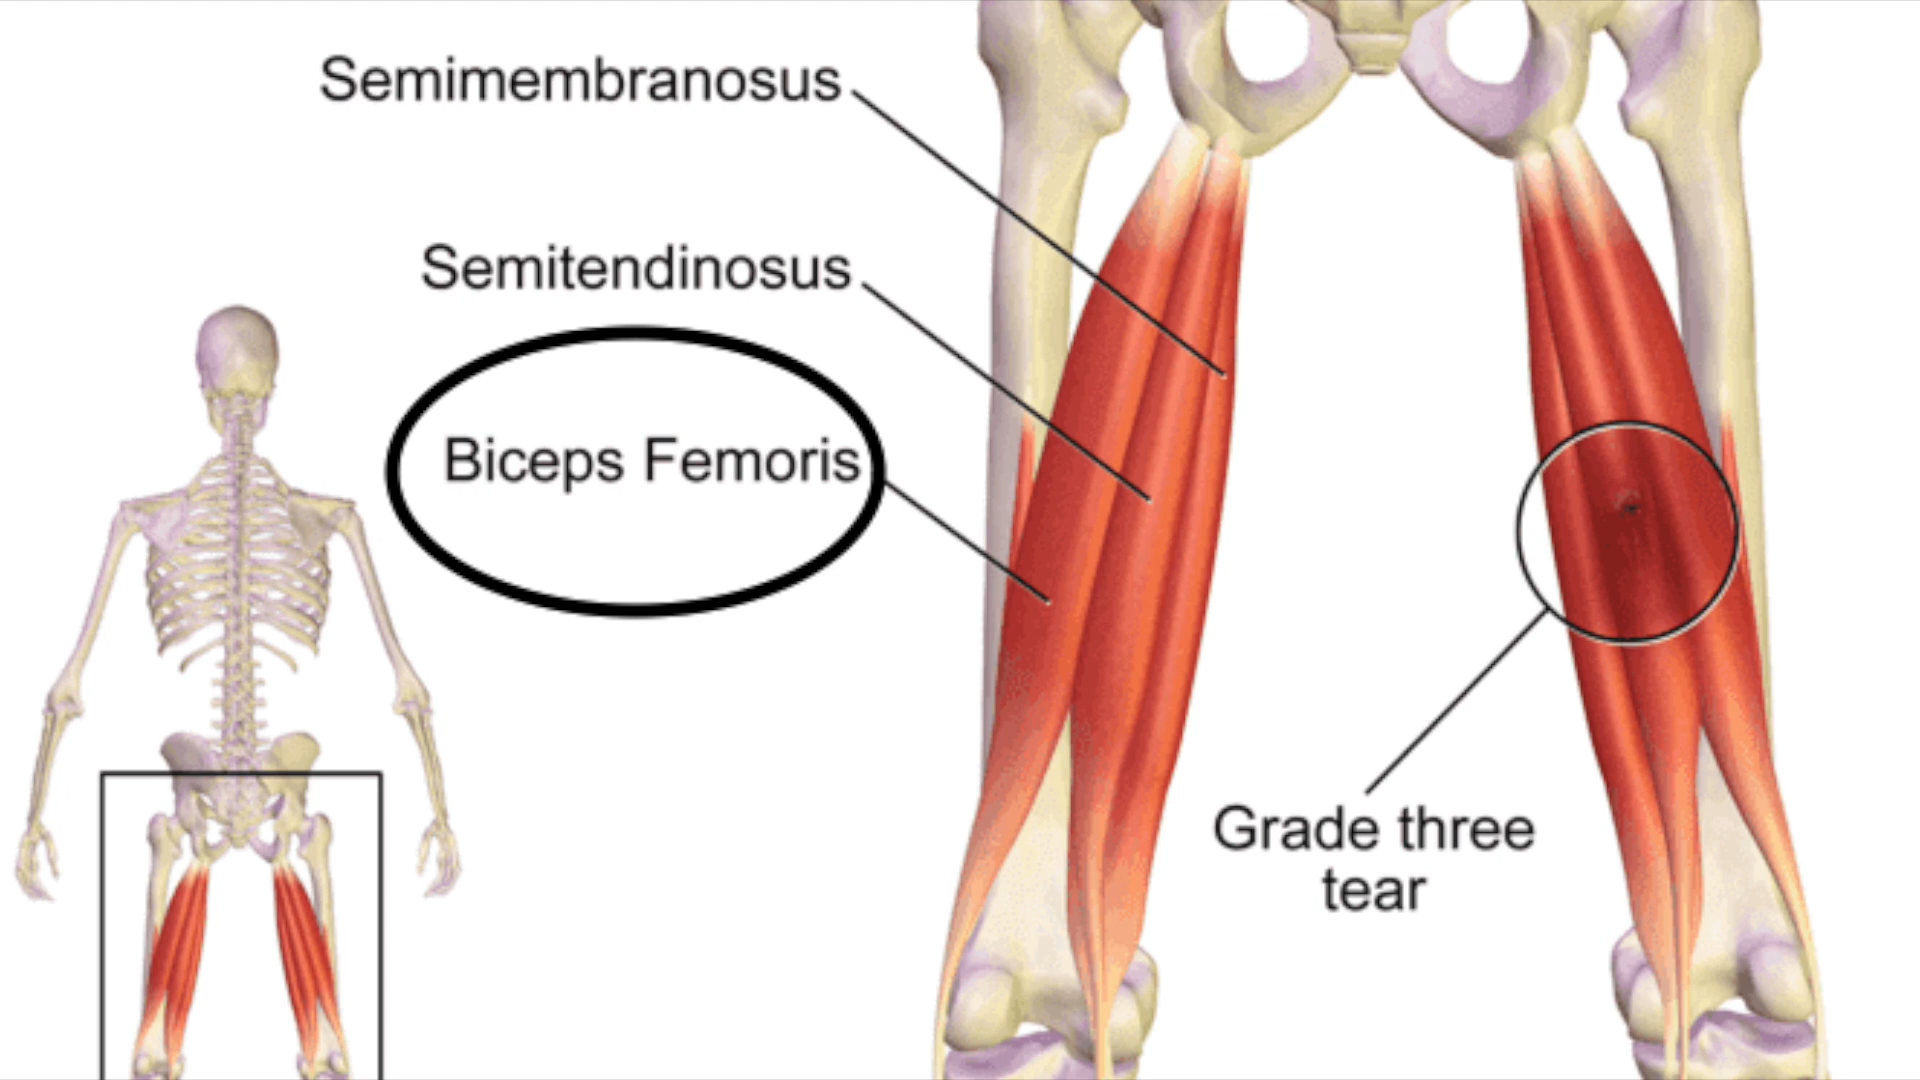 Semimembranosus
Semitendinosus
Biceps Femoris
Grade three
tear